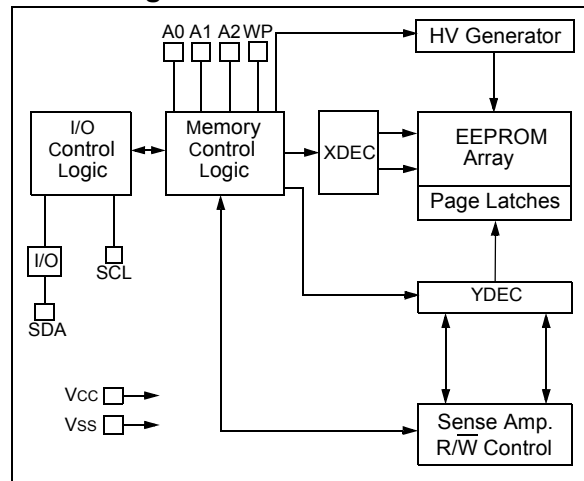 A0 A1 A2 WP
HV Generator
I/O
Control
Logic
Memory
Control
Logic
XDEC
EEPROM
Array
Page Latches
I/O
SCL
SDA
YDEC
VCC
VSS
Sense Amp.
R/W̅ Control